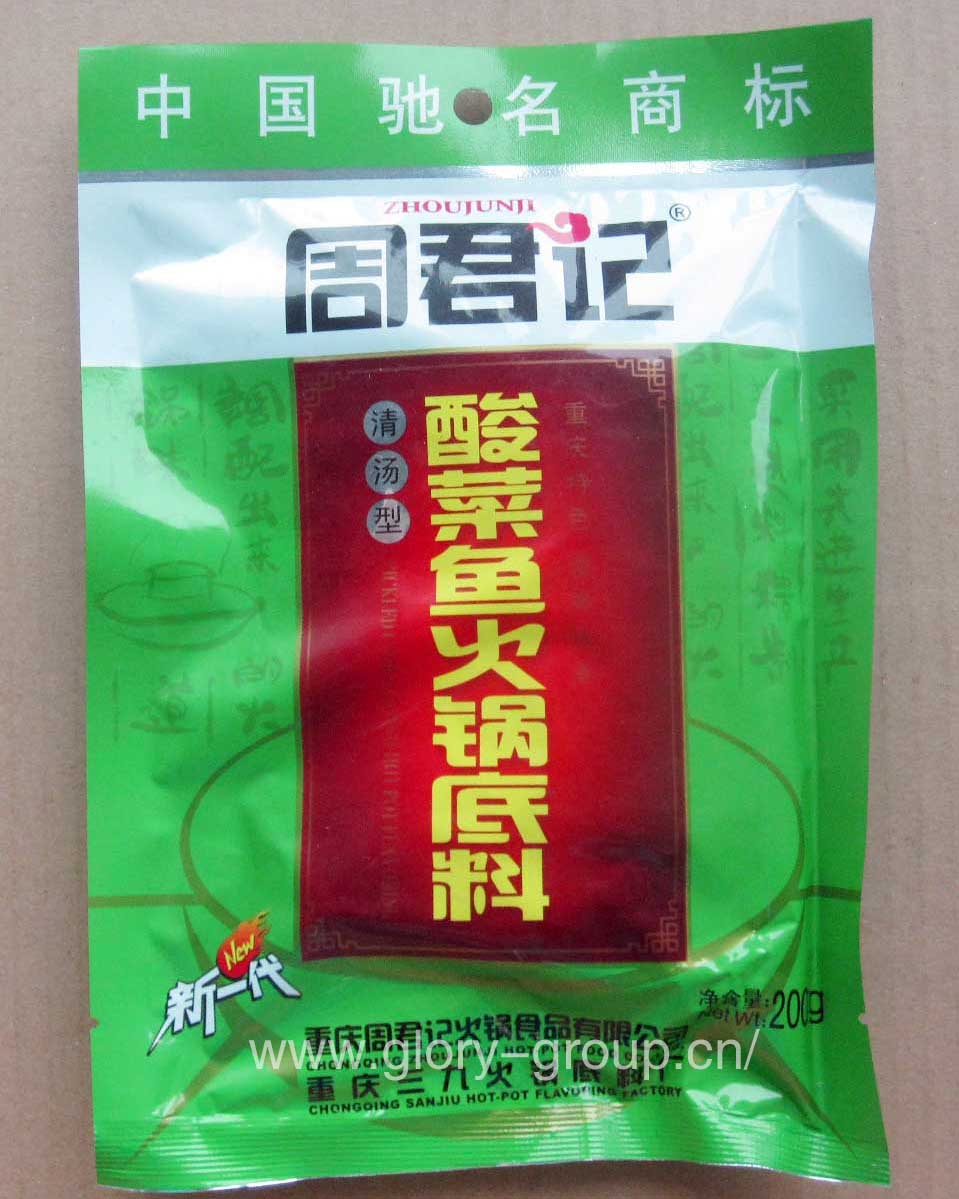 中国驰名商标
ZHOUJUNJI
周君记®
酸菜鱼火锅底料
清汤型
New
新一代
净含量:
Net Wt: 200g
重庆周君记火锅食品有限公司
www.glory-group.cn/
重庆三九火锅底料厂
CHONGQING SANJIU HOT-POT FLAVORING FACTORY